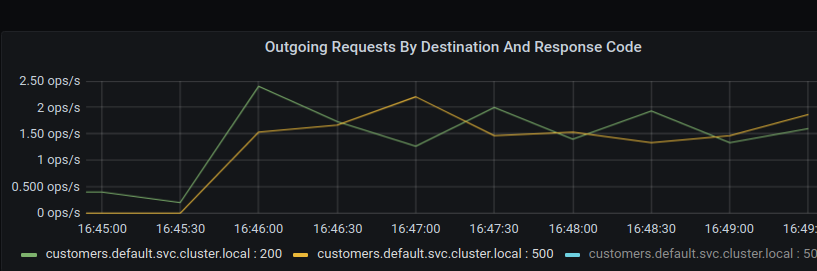 Outgoing Requests By Destination And Response Code
2.50 ops/s
2 ops/s
1.50 ops/s
1 ops/s
0.500 ops/s
0 ops/s
16:45:00 16:45:30 16:46:00 16:46:30 16:47:00 16:47:30 16:48:00 16:48:30 16:49:00 16:49:
customers.default.svc.cluster.local : 200 customers.default.svc.cluster.local : 500 customers.default.svc.cluster.local : 50